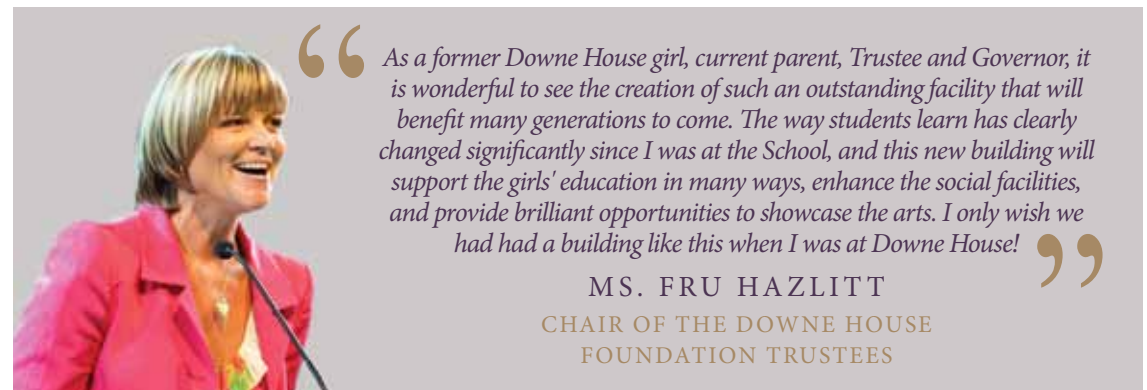 “ As a former Downe House girl, current parent, Trustee and Governor, it
is wonderful to see the creation of such an outstanding facility that will
benefit many generations to come. The way students learn has clearly
changed significantly since I was at the School, and this new building will
support the girls' education in many ways, enhance the social facilities,
and provide brilliant opportunities to showcase the arts. I only wish we
had had a building like this when I was at Downe House! ”
MS. FRU HAZLITT
CHAIR OF THE DOWNE HOUSE
FOUNDATION TRUSTEES